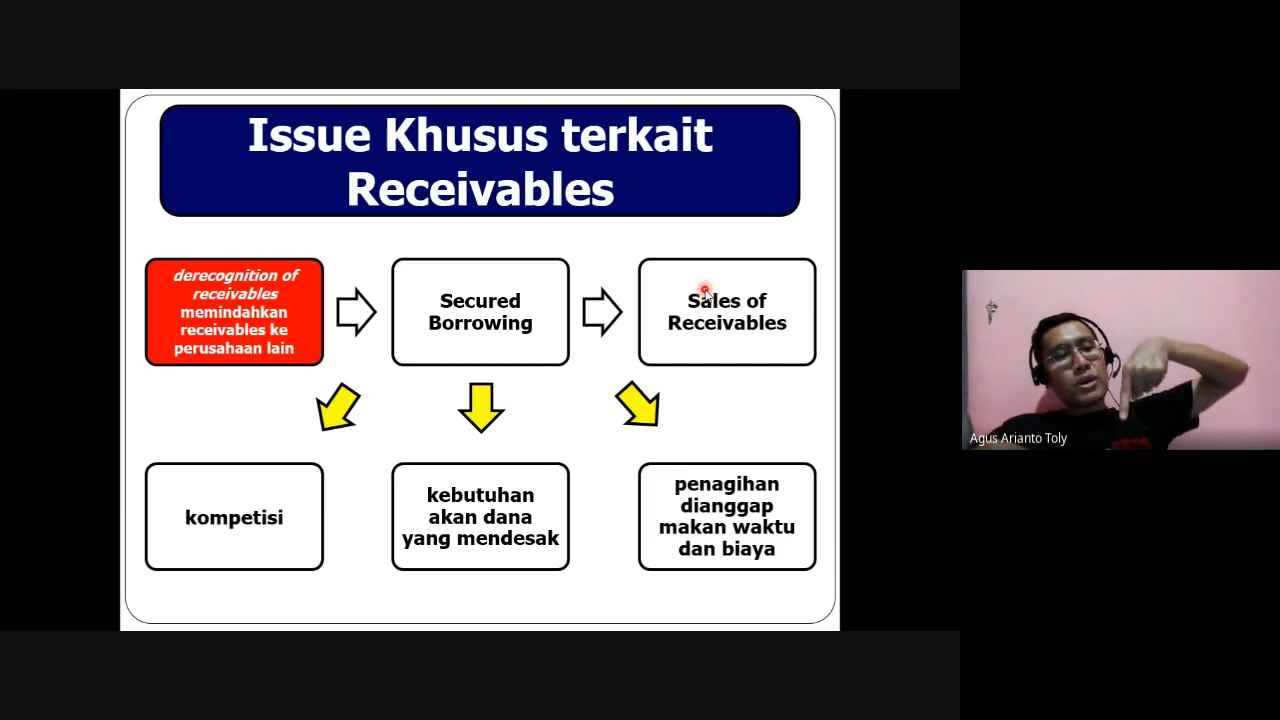 Issue Khusus terkait
Receivables
derecognition of
receivables
memindahkan
receivables ke
perusahaan lain
Secured
Borrowing
Sales of
Receivables
kompetisi
kebutuhan
akan dana
yang mendesak
penagihan
dianggap
makan waktu
dan biaya
Agus Arianto Toly